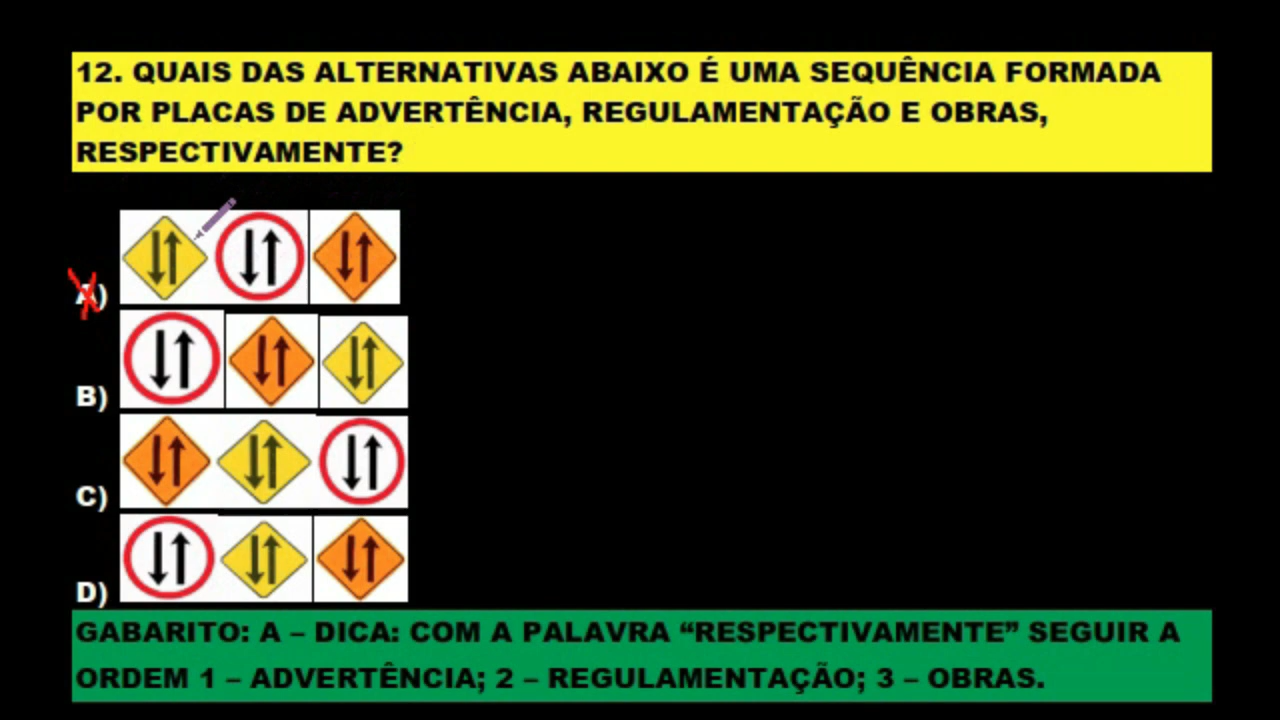 12. QUAIS DAS ALTERNATIVAS ABAIXO É UMA SEQUÊNCIA FORMADA
POR PLACAS DE ADVERTÊNCIA, REGULAMENTAÇÃO E OBRAS,
RESPECTIVAMENTE?
A)
B)
C)
D)
GABARITO: A – DICA: COM A PALAVRA “RESPECTIVAMENTE” SEGUIR A
ORDEM 1 – ADVERTÊNCIA; 2 – REGULAMENTAÇÃO; 3 – OBRAS.